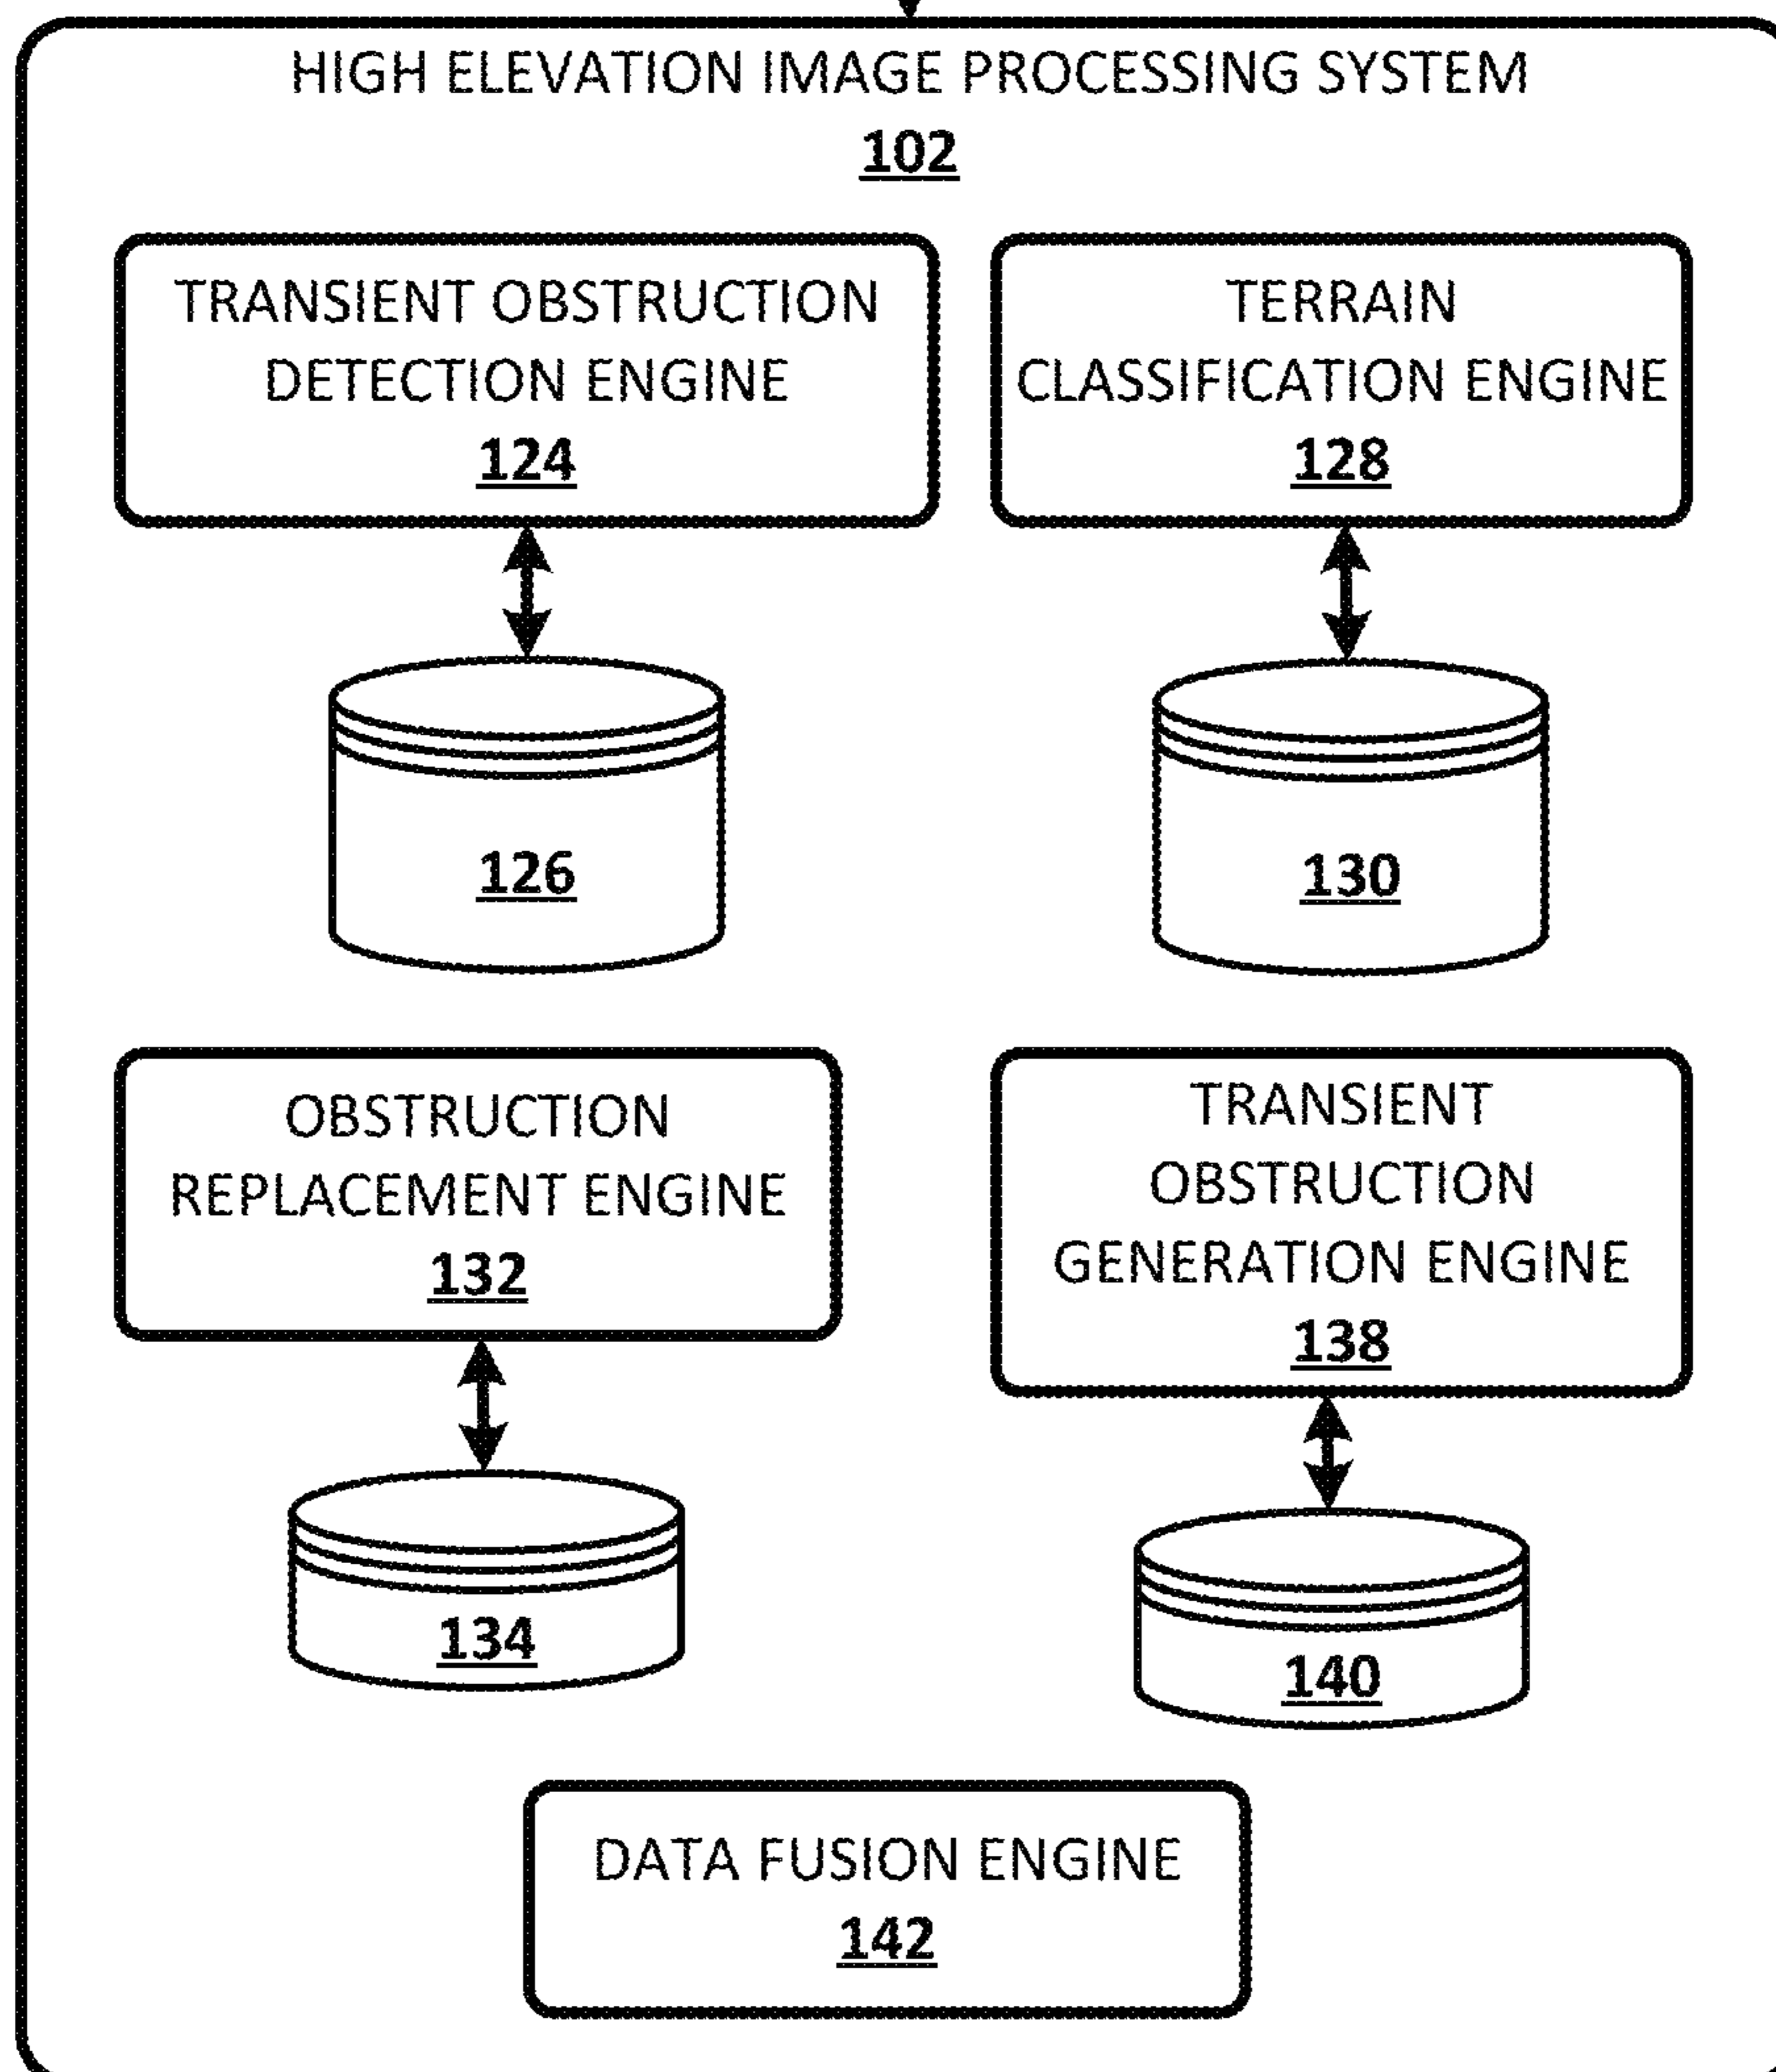 HIGH ELEVATION IMAGE PROCESSING SYSTEM
102
TRANSIENT OBSTRUCTION
DETECTION ENGINE
124
TERRAIN
CLASSIFICATION ENGINE
128
126
130
OBSTRUCTION
REPLACEMENT ENGINE
132
TRANSIENT
OBSTRUCTION
GENERATION ENGINE
138
134
140
DATA FUSION ENGINE
142